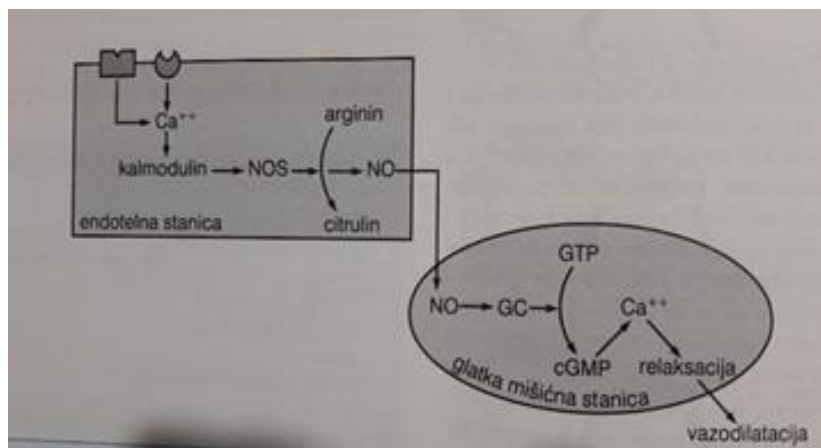 Ca⁺⁺
arginin
kalmodulin
NOS
NO
citrulin
endotelna stanica
GTP
NO
GC
Ca⁺⁺
cGMP
relaksacija
glatka mišićna stanica
vazodilatacija